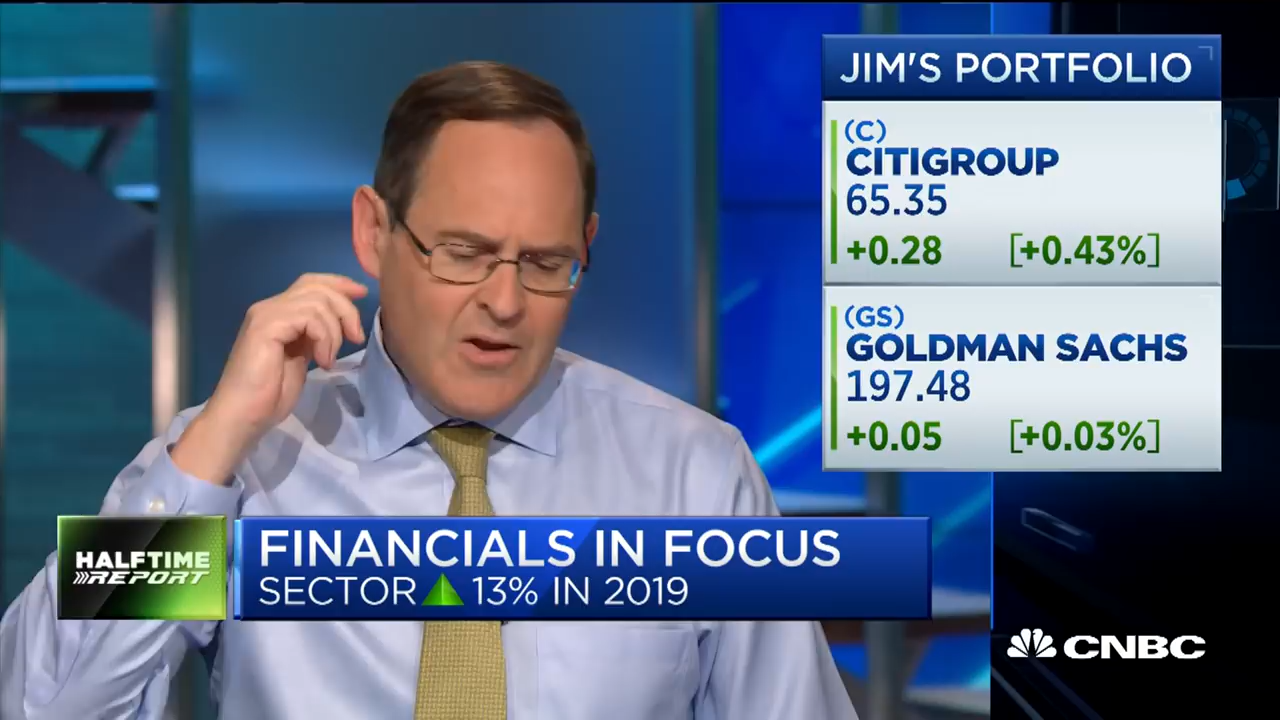 JIM'S PORTFOLIO
(C)
CITIGROUP
65.35
+0.28 [+0.43%]
(GS)
GOLDMAN SACHS
197.48
+0.05 [+0.03%]
HALFTIME
REPORT
FINANCIALS IN FOCUS
SECTOR ▲ 13% IN 2019
CNBC